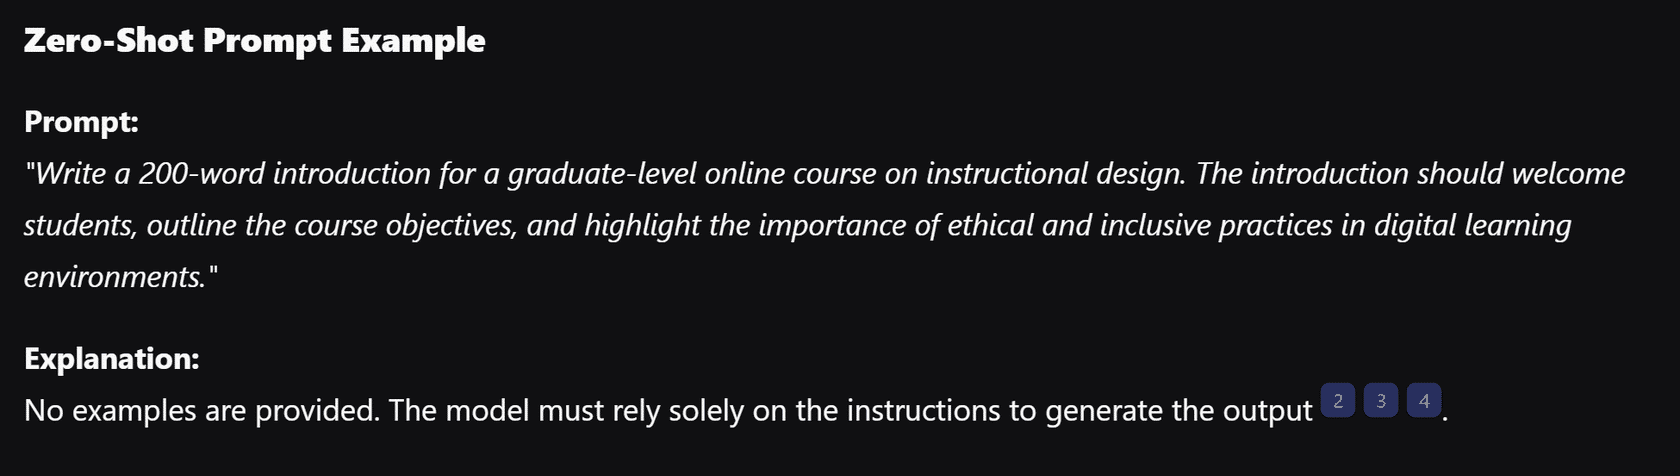 Zero-Shot Prompt Example
Prompt:
"Write a 200-word introduction for a graduate-level online course on instructional design. The introduction should welcome
students, outline the course objectives, and highlight the importance of ethical and inclusive practices in digital learning
environments."
Explanation:
No examples are provided. The model must rely solely on the instructions to generate the output 2 3 4.